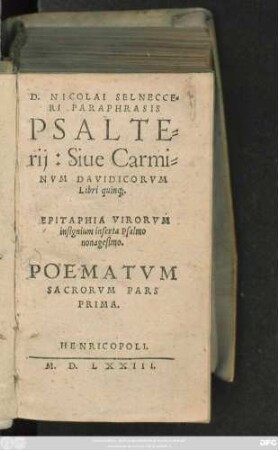 D. NICOLAI SELNECCE-
RI PARAPHRASIS
PSALTE-
rij: Siue Carmi-
NVM DAVIDICORVM
Libri quinq;.
EPITAPHIA VIRORVM
insignium inserta Psalmo
nonagesimo.
POEMATVM
SACRORVM PARS
PRIMA.
HENRICOPOLI.
M. D. LXXIII.
DFG